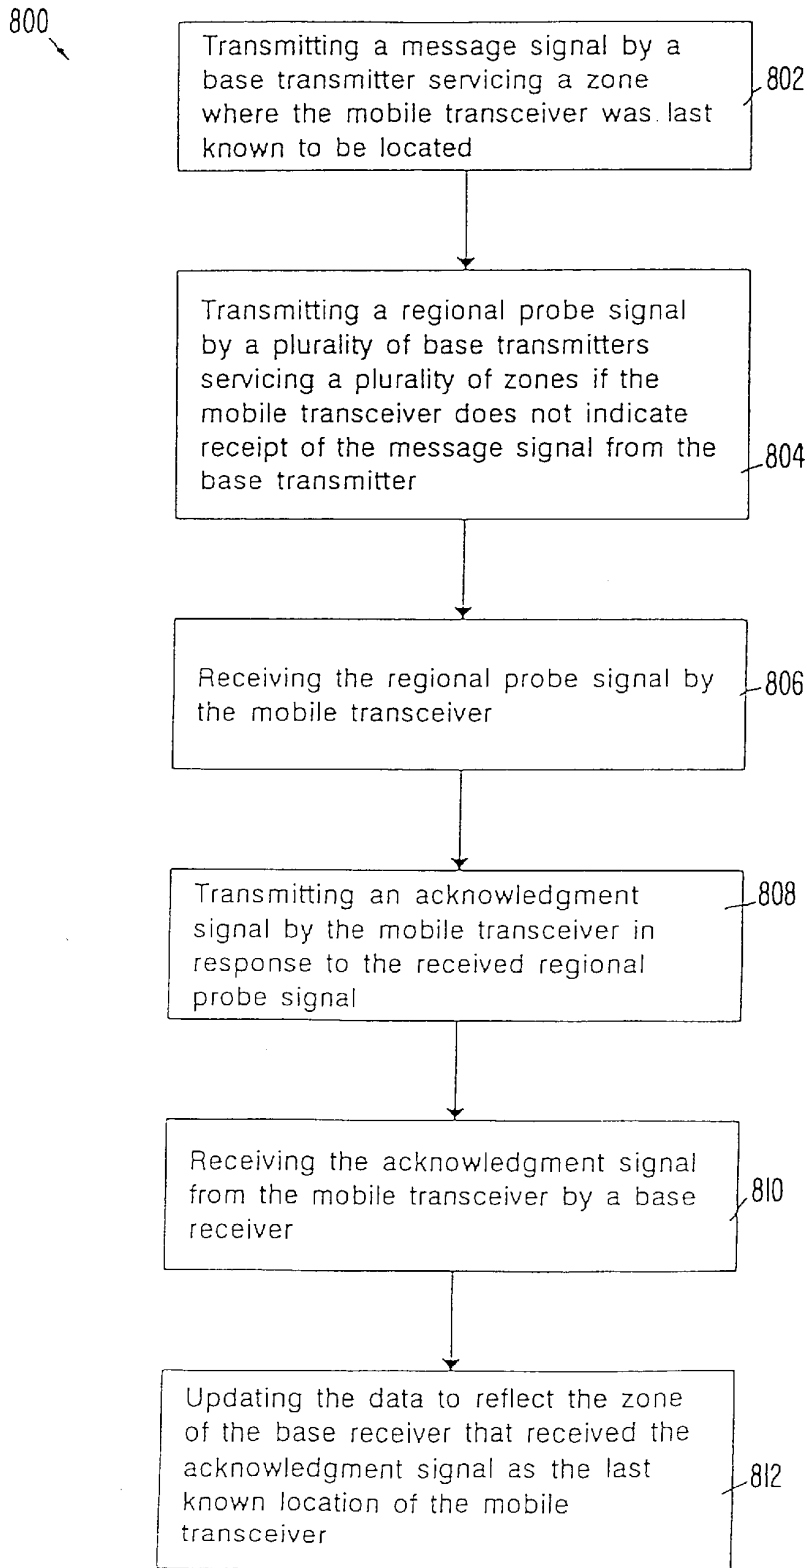 800
Transmitting a message signal by a
base transmitter servicing a zone
where the mobile transceiver was last
known to be located
802
Transmitting a regional probe signal
by a plurality of base transmitters
servicing a plurality of zones if the
mobile transceiver does not indicate
receipt of the message signal from the
base transmitter
804
Receiving the regional probe signal by
the mobile transceiver
806
Transmitting an acknowledgment
signal by the mobile transceiver in
response to the received regional
probe signal
808
Receiving the acknowledgment signal
from the mobile transceiver by a base
receiver
810
Updating the data to reflect the zone
of the base receiver that received the
acknowledgment signal as the last
known location of the mobile
transceiver
812